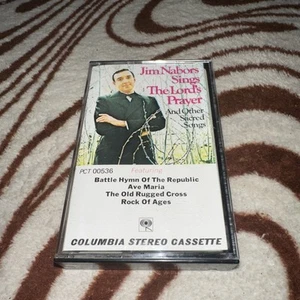 Jim Nabors
Sings
The Lord's
Prayer
And Other
Sacred
Songs
PCT 00536
Featuring:
Battle Hymn Of The Republic
Ave Maria
The Old Rugged Cross
Rock Of Ages
COLUMBIA STEREO CASSETTE